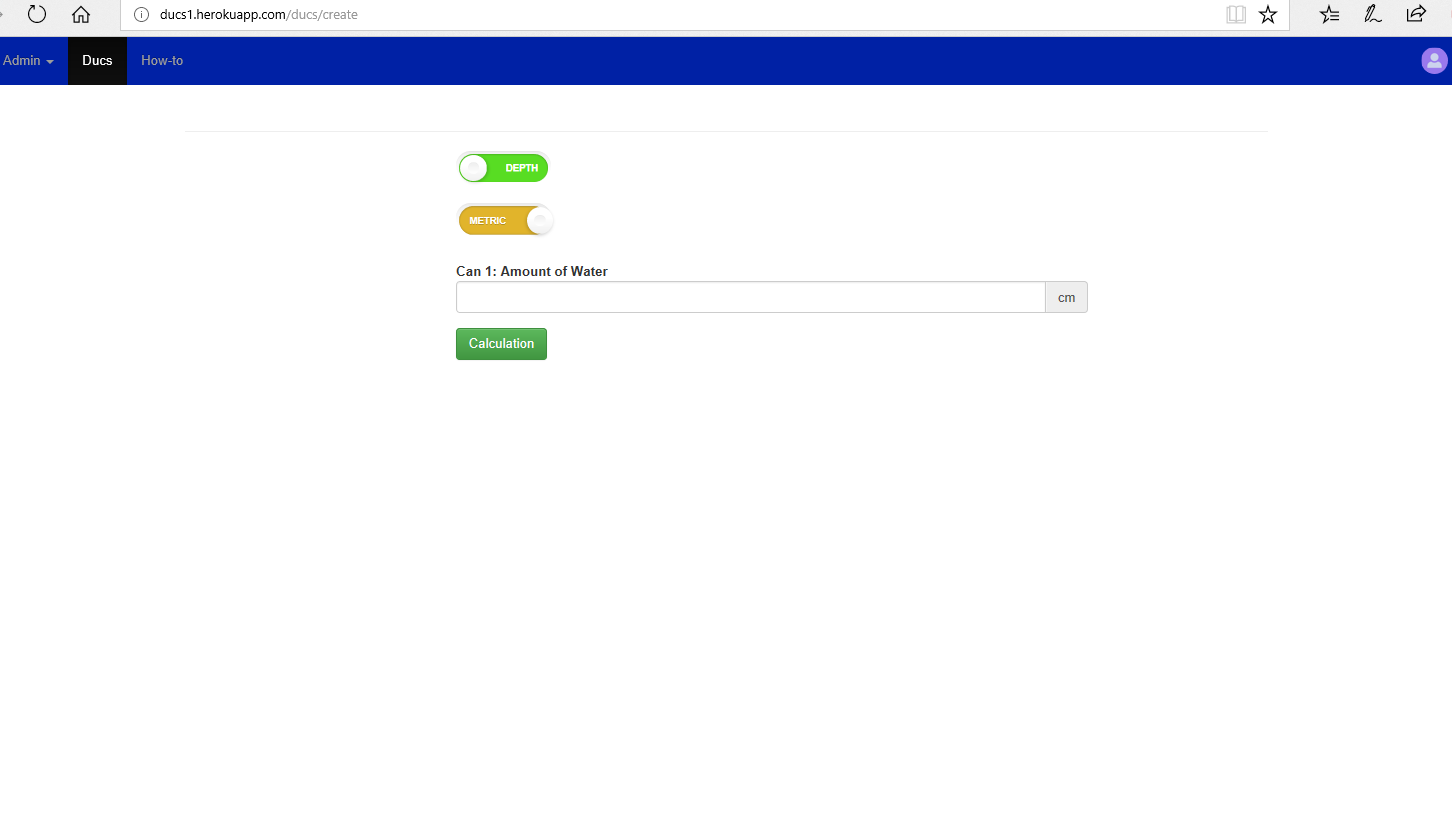 ducs1.herokuapp.com/ducs/create
Admin Ducs How-to
DEPTH
METRIC
Can 1: Amount of Water
cm
Calculation